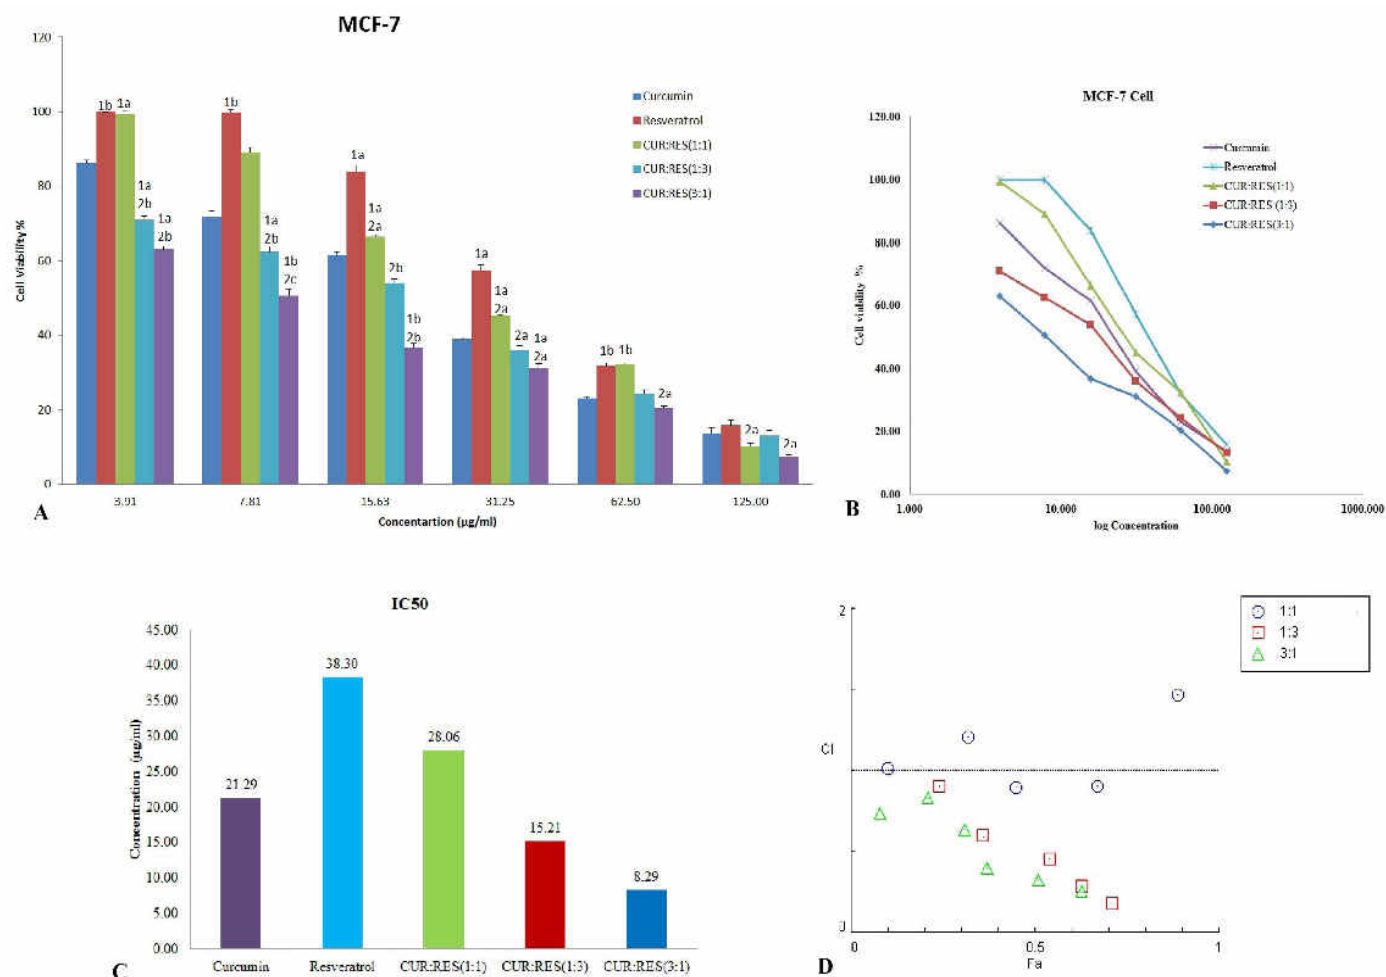 MCF-7
120
100
80
60
40
20
0
Cell viability %
1b 1a
1a
2b
1a
2b
1b
1a
2b
1b
2c
1a
1a
2a
2b
1b
2b
1a
1a
2a
2a
1a
2a
1b 1b
2a
2a
2a
3.91 7.81 15.63 31.25 62.50 125.00
Concentartion (µg/ml)
Curcumin
Resveratrol
CUR:RES(1:1)
CUR:RES(1:3)
CUR:RES(3:1)
A
MCF-7 Cell
120.00
100.00
80.00
60.00
40.00
20.00
0.00
Cell viability %
1.000 10.000 100.000 1000.000
log Concentration
Curcumin
Resveratrol
CUR:RES(1:1)
CUR:RES (1:3)
CUR:RES(3:1)
B
IC50
45.00
40.00
35.00
30.00
25.00
20.00
15.00
10.00
5.00
0.00
Concentration (µg/ml)
21.29
38.30
28.06
15.21
8.29
Curcumin Resveratrol CUR:RES(1:1) CUR:RES(1:3) CUR:RES(3:1)
C
2
CI
0 0.5 1
Fa
1:1
1:3
3:1
D